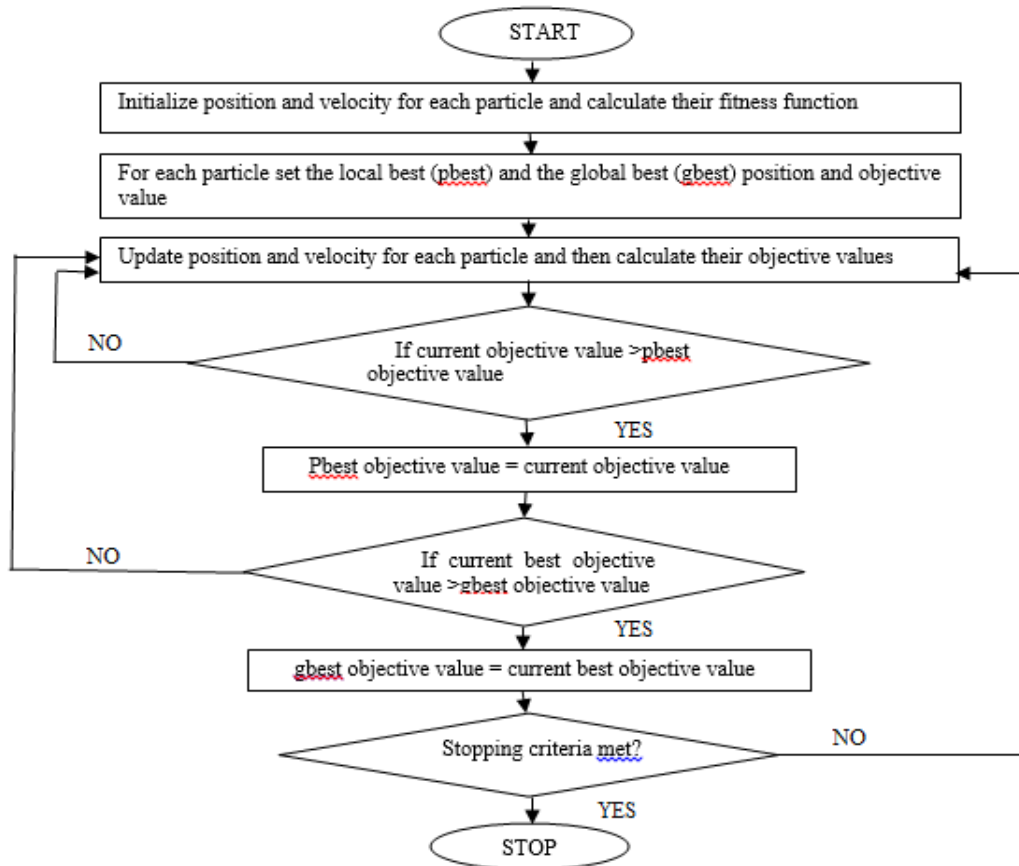 START
Initialize position and velocity for each particle and calculate their fitness function
For each particle set the local best (pbest) and the global best (gbest) position and objective
value
Update position and velocity for each particle and then calculate their objective values
NO
If current objective value >pbest
objective value
YES
Pbest objective value = current objective value
NO
If current best objective
value >gbest objective value
YES
gbest objective value = current best objective value
Stopping criteria met?
NO
YES
STOP